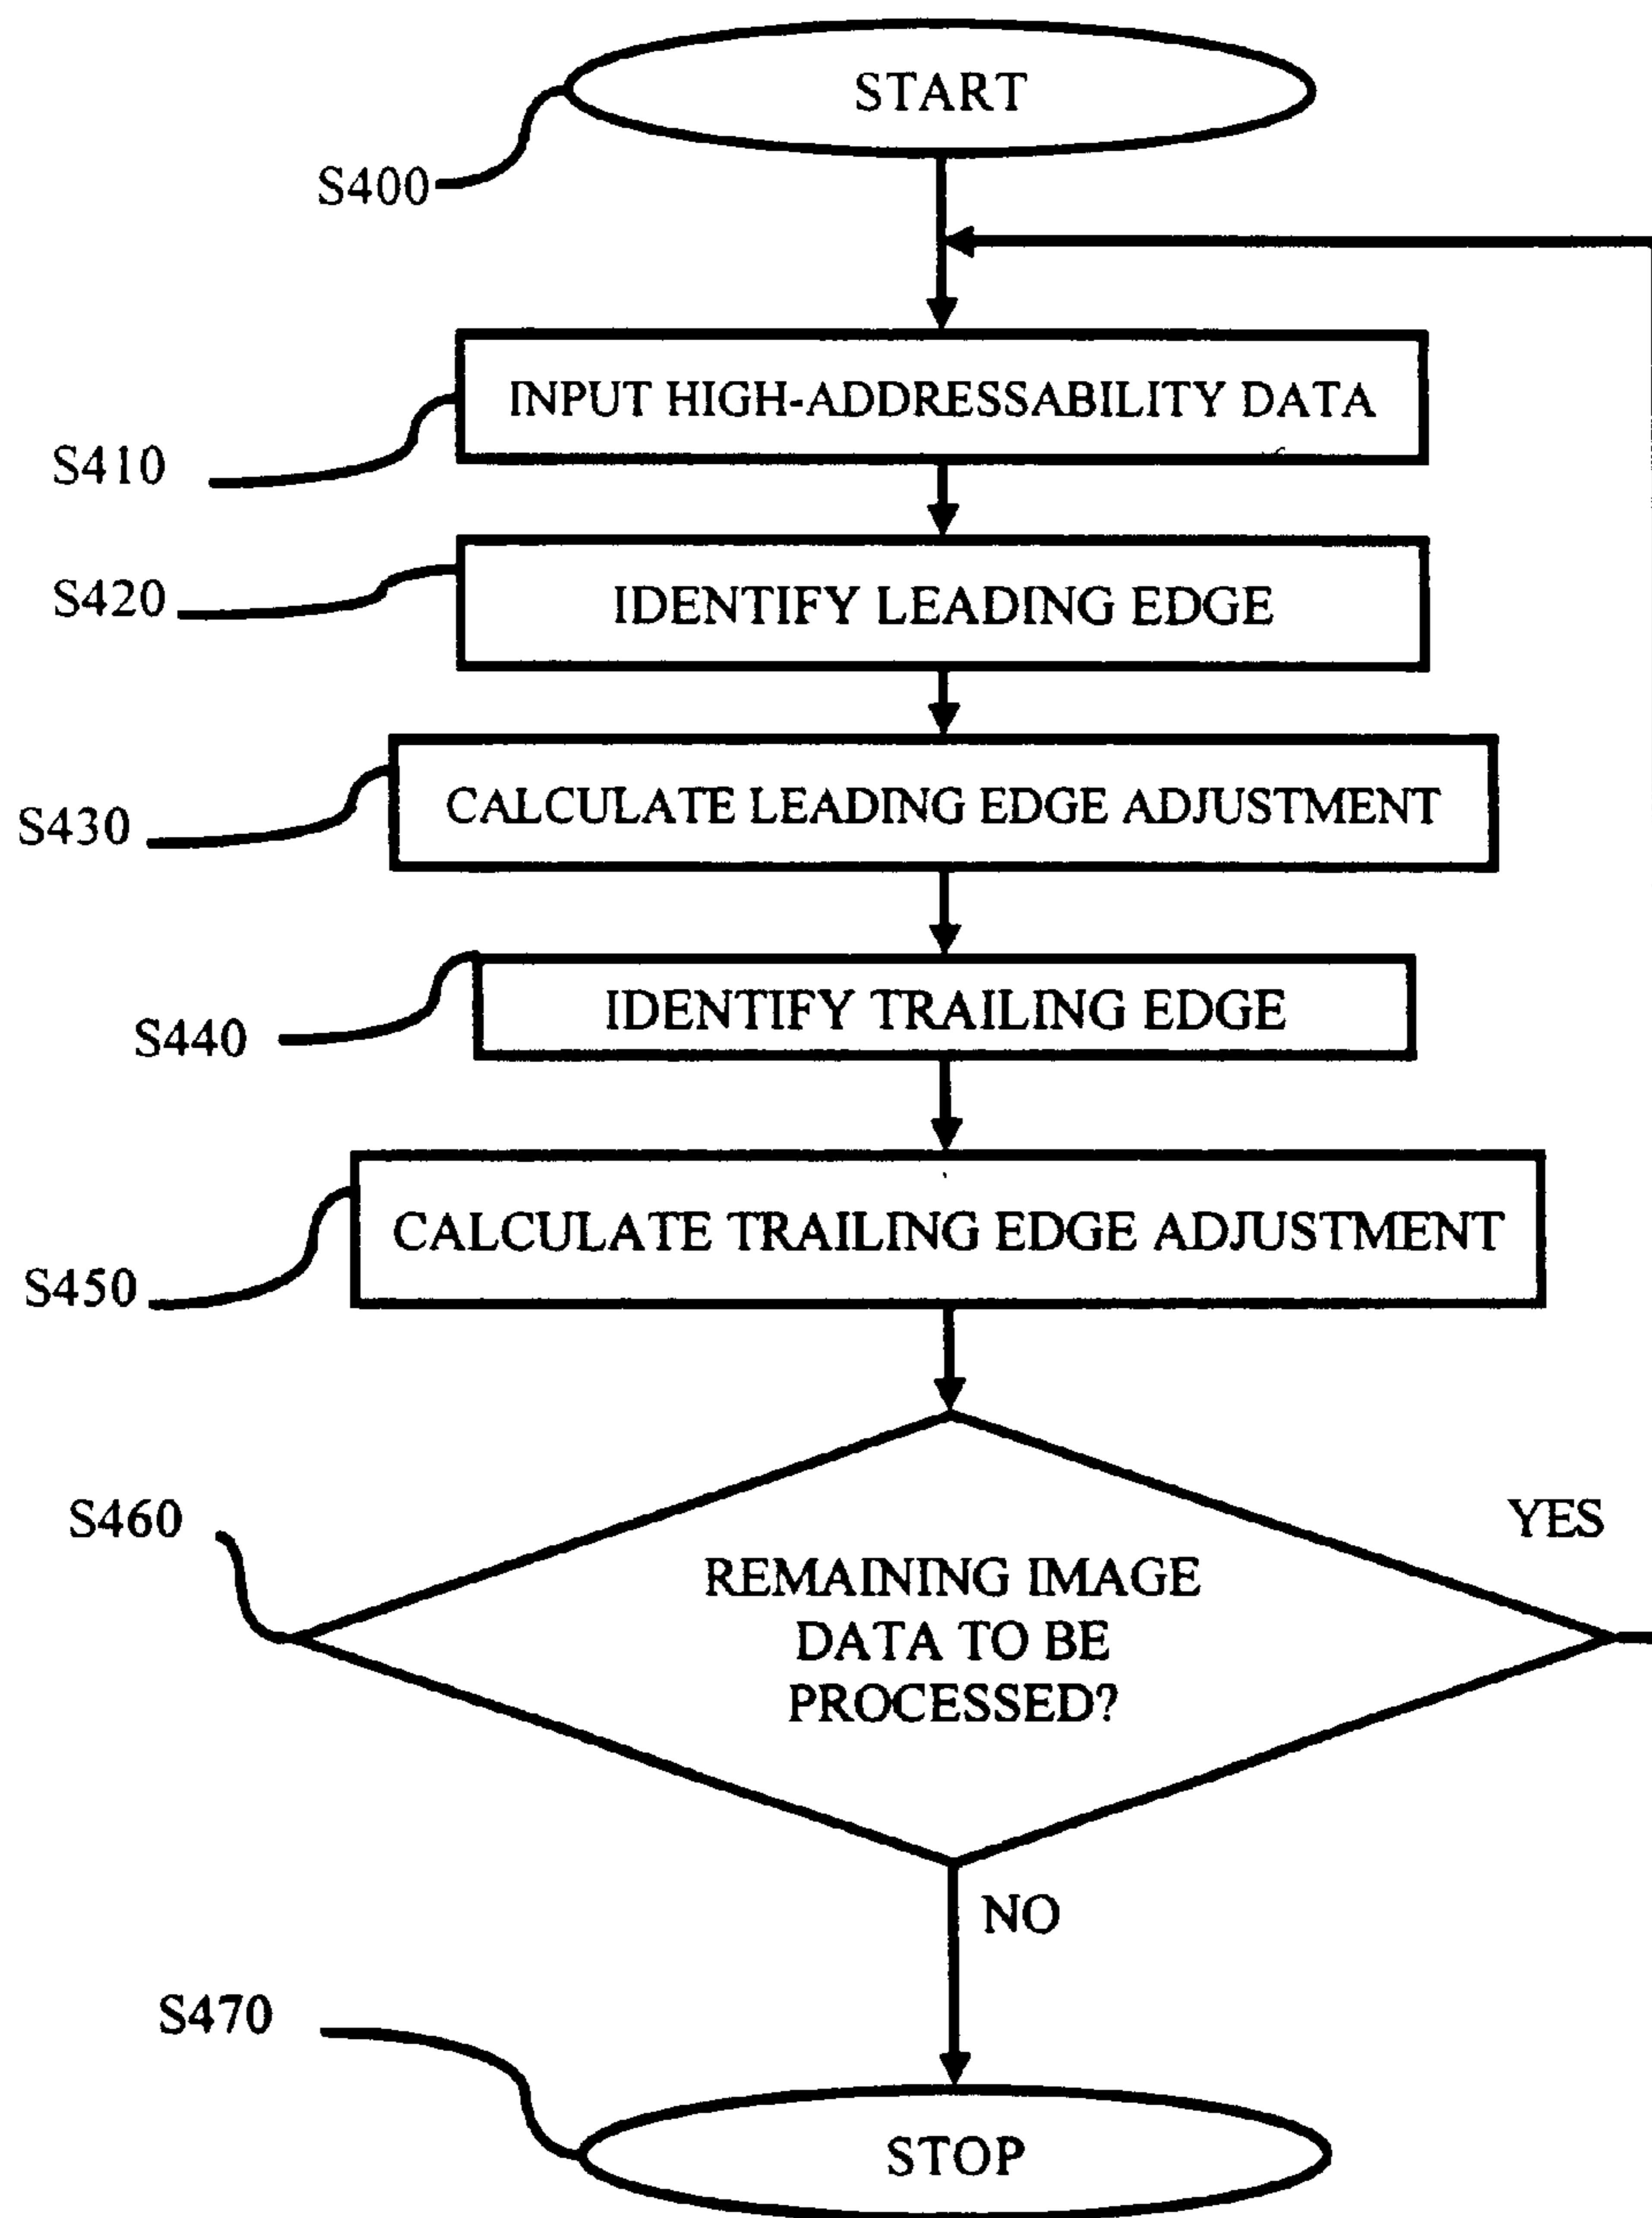 START
S400
INPUT HIGH-ADDRESSABILITY DATA
S410
IDENTIFY LEADING EDGE
S420
CALCULATE LEADING EDGE ADJUSTMENT
S430
IDENTIFY TRAILING EDGE
S440
CALCULATE TRAILING EDGE ADJUSTMENT
S450
S460
YES
REMAINING IMAGE
DATA TO BE
PROCESSED?
NO
S470
STOP